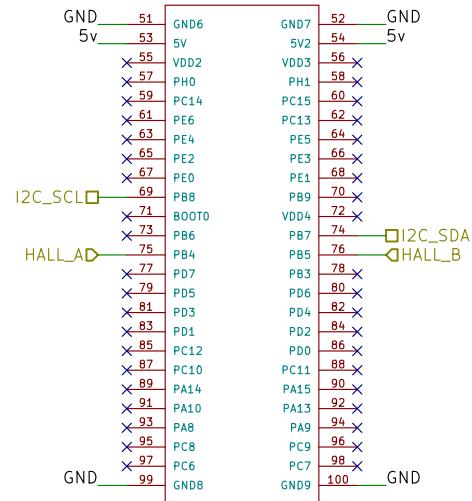 GND 51 GND6 GND7 52 GND
5v 53 5V 5V2 54 5v
55 VDD2 VDD3 56
57 PH0 PH1 58
59 PC14 PC15 60
61 PE6 PC13 62
63 PE4 PE5 64
65 PE2 PE3 66
67 PE0 PE1 68
I2C_SCL 69 PB8 PB9 70
71 BOOT0 VDD4 72
73 PB6 PB7 74 I2C_SDA
HALL_A 75 PB4 PB5 76 HALL_B
77 PD7 PB3 78
79 PD5 PD6 80
81 PD3 PD4 82
83 PD1 PD2 84
85 PC12 PD0 86
87 PC10 PC11 88
89 PA14 PA15 90
91 PA10 PA13 92
93 PA8 PA9 94
95 PC8 PC9 96
97 PC6 PC7 98
GND 99 GND8 GND9 100 GND